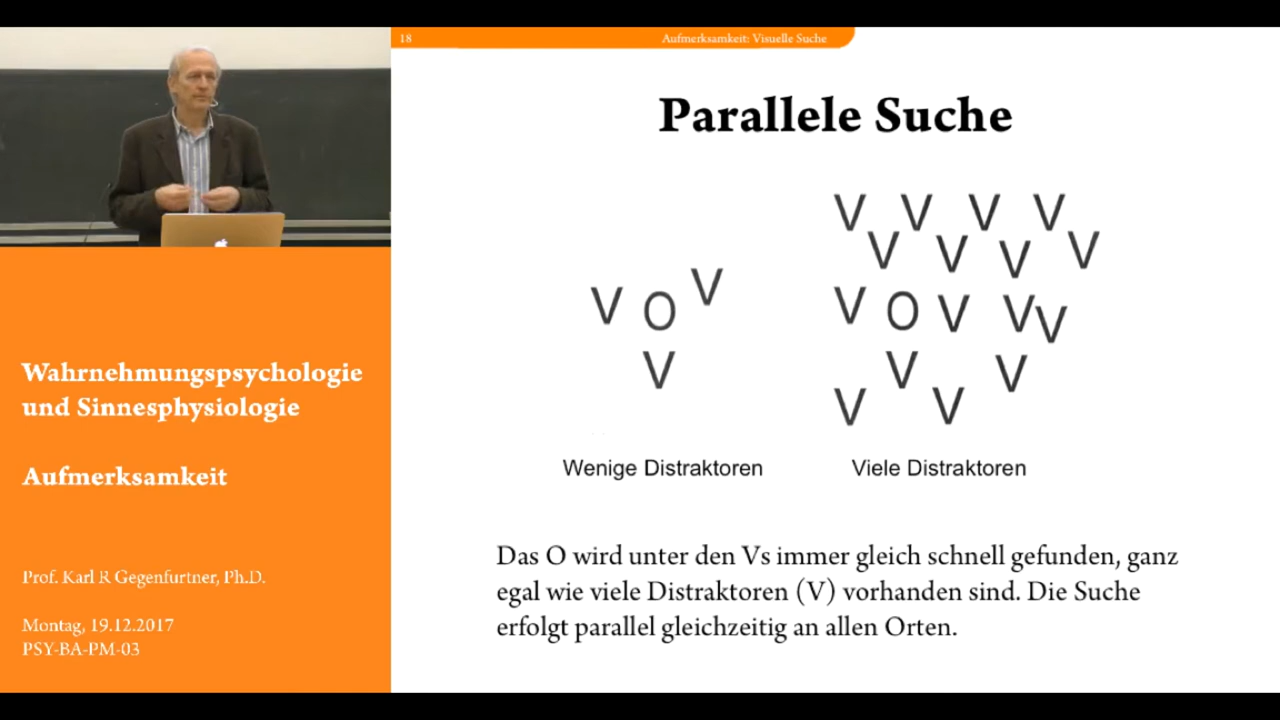 18
Aufmerksamkeit: Visuelle Suche
Parallele Suche
V V V V
V V V V
V O V
V
V O V V V
V V
V V
Wenige Distraktoren
Viele Distraktoren
Das O wird unter den Vs immer gleich schnell gefunden, ganz
egal wie viele Distraktoren (V) vorhanden sind. Die Suche
erfolgt parallel gleichzeitig an allen Orten.
Wahrnehmungspsychologie
und Sinnesphysiologie
Aufmerksamkeit
Prof. Karl R Gegenfurtner, Ph.D.
Montag, 19.12.2017
PSY-BA-PM-03